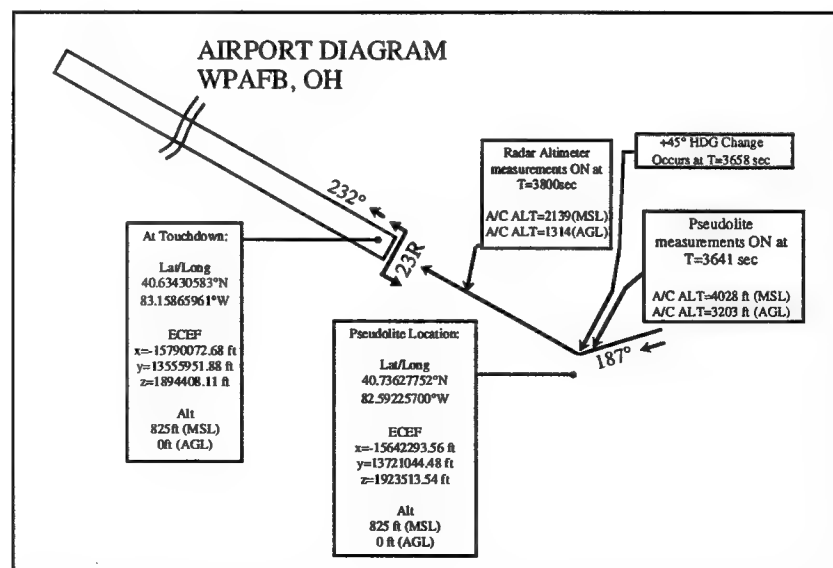 AIRPORT DIAGRAM
WPAFB, OH
+45° HDG Change
Occurs at T=3658 sec
Radar Altimeter
measurements ON at
T=3800sec
A/C ALT=2139(MSL)
A/C ALT=1314(AGL)
Pseudolite
measurements ON at
T=3641 sec
A/C ALT=4028 ft (MSL)
A/C ALT=3203 ft (AGL)
232°
23R
187°
At Touchdown:
Lat/Long
40.63430583°N
83.15865961°W
ECEF
x=-15790072.68 ft
y=13555951.88 ft
z=1894408.11 ft
Alt
825ft (MSL)
0ft (AGL)
Pseudolite Location:
Lat/Long
40.73627752°N
82.59225700°W
ECEF
x=-15642293.56 ft
y=13721044.48 ft
z=1923513.54 ft
Alt
825 ft (MSL)
0 ft (AGL)